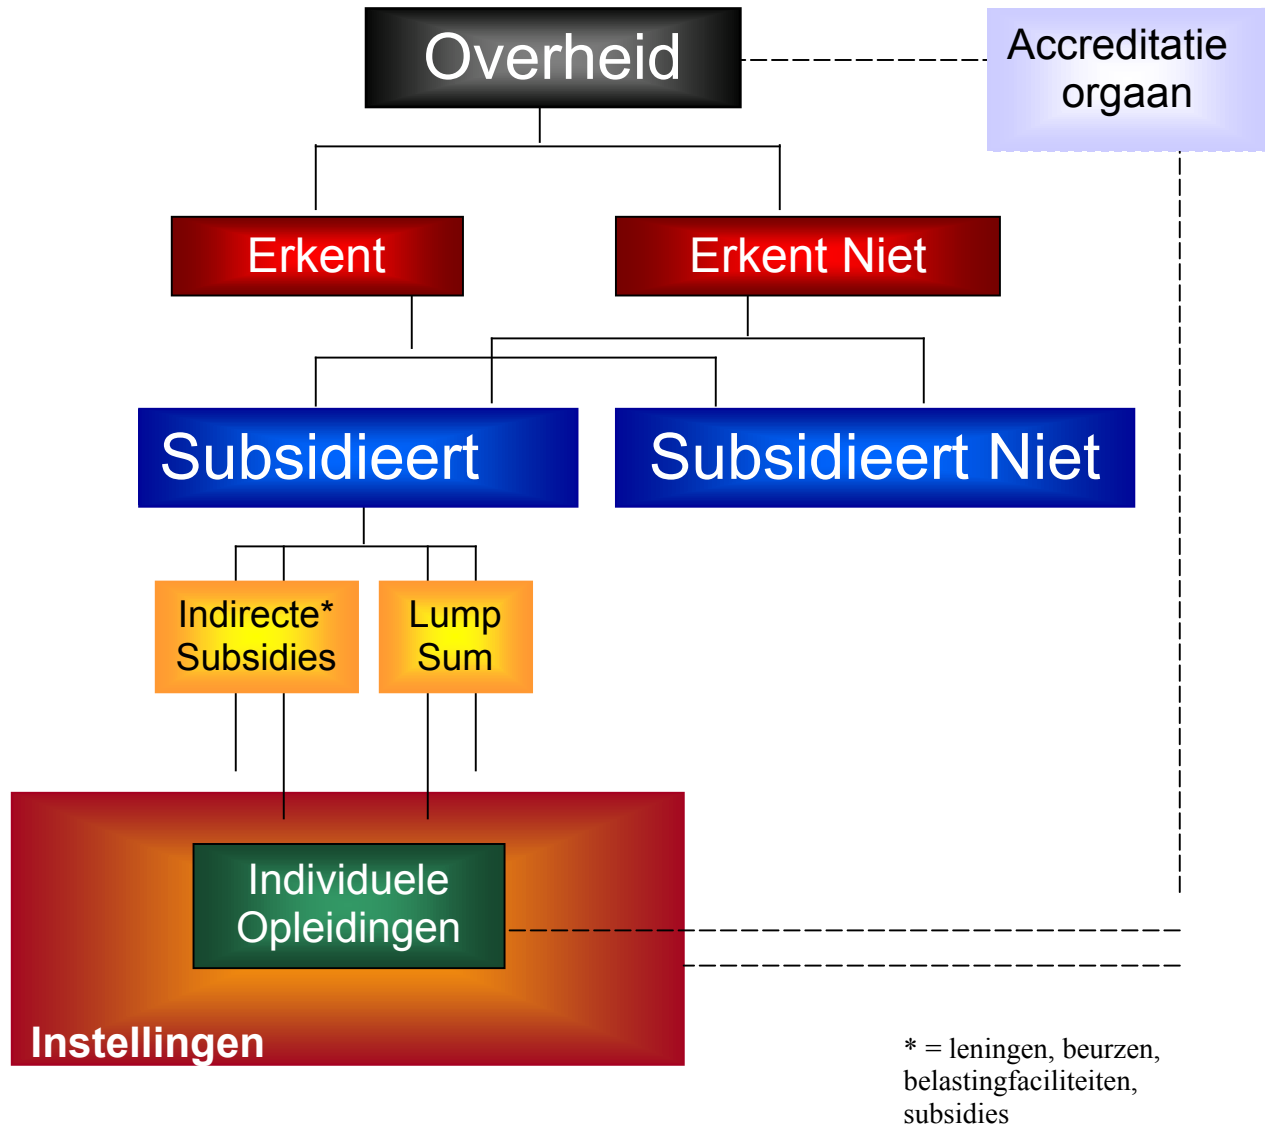 Overheid
Accreditatie
orgaan
Erkent
Erkent Niet
Subsidieert
Subsidieert Niet
Indirecte*
Subsidies
Lump
Sum
Individuele
Opleidingen
Instellingen
* = leningen, beurzen,
belastingfaciliteiten,
subsidies